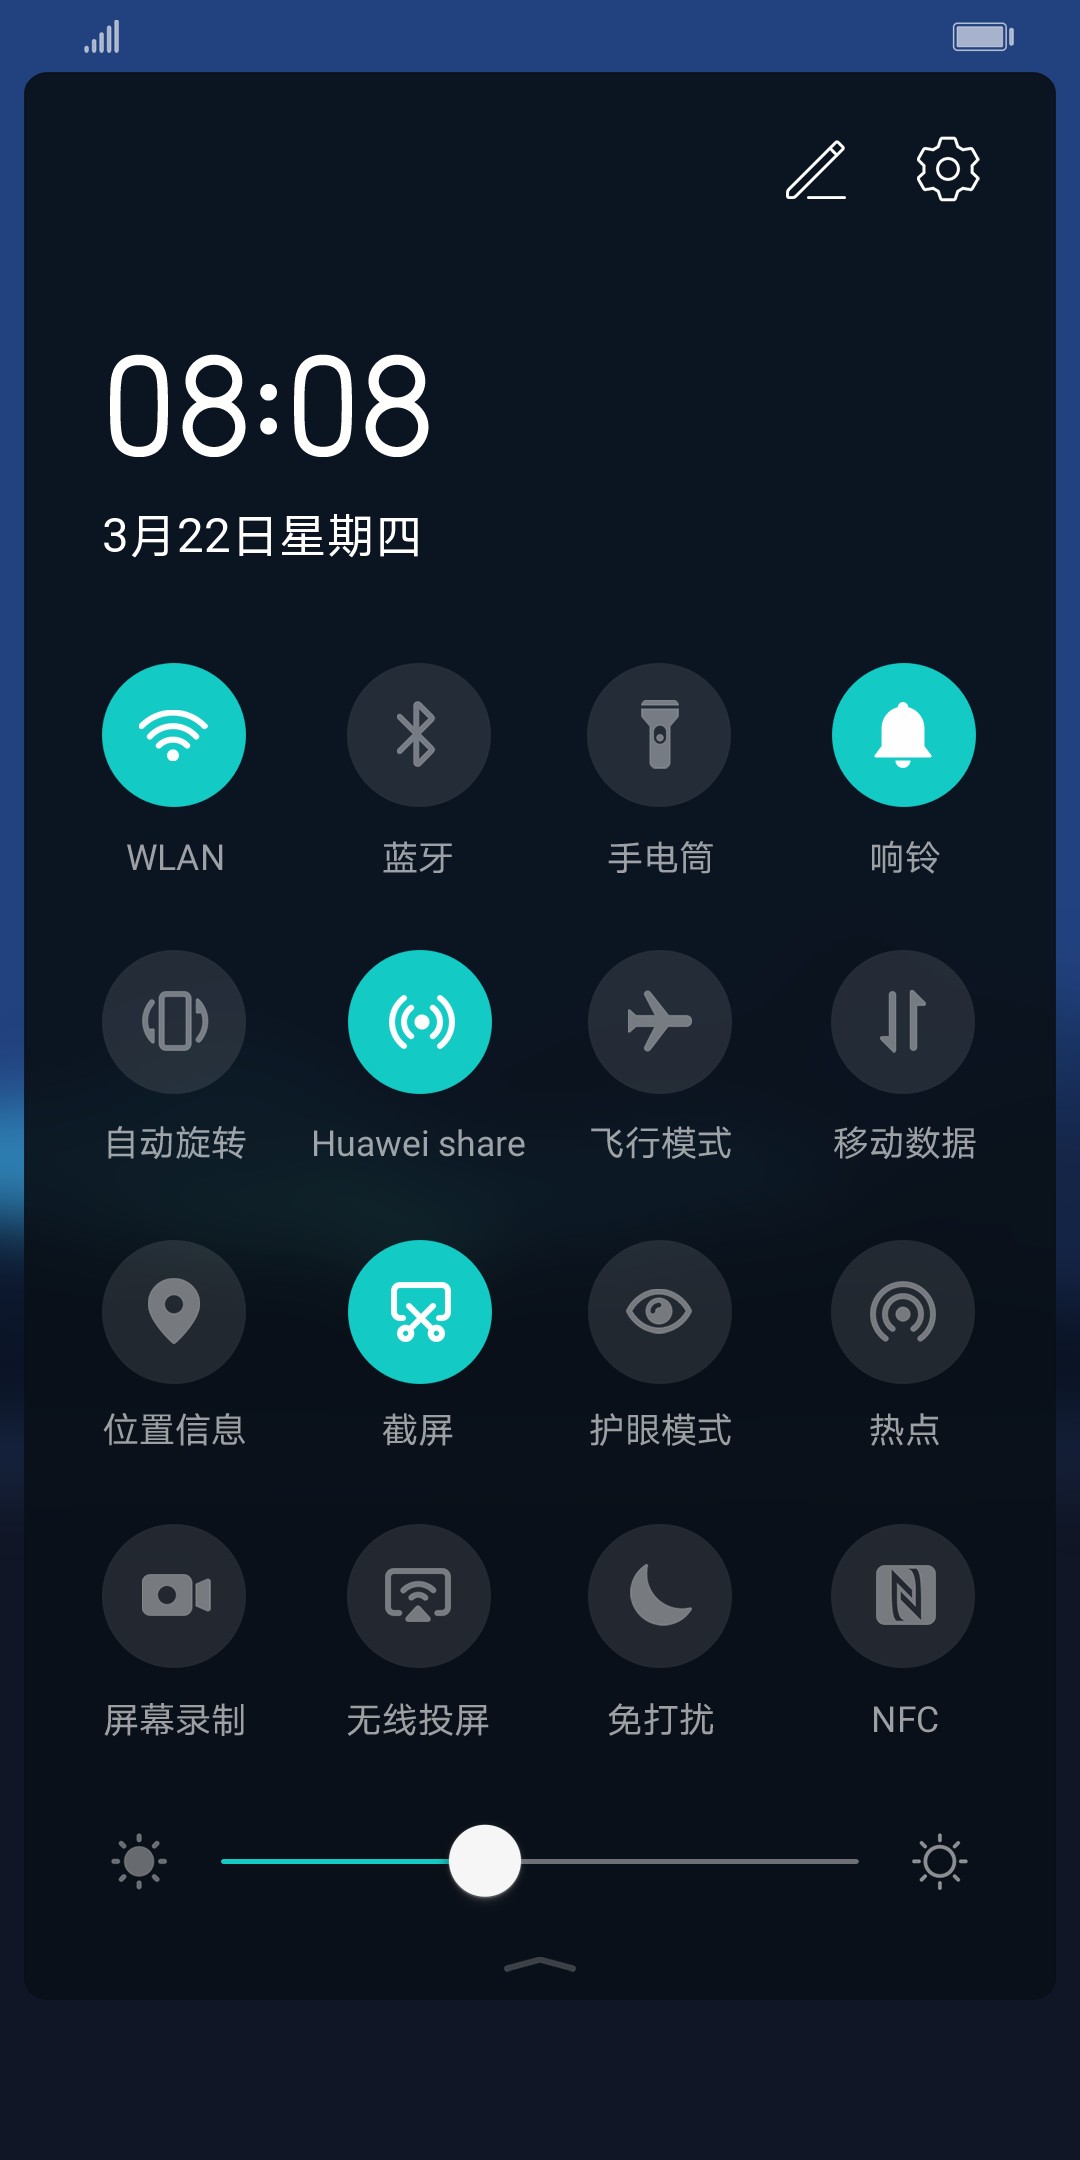 08:08
3月22日星期四
WLAN
蓝牙
手电筒
响铃
自动旋转
Huawei share
飞行模式
移动数据
位置信息
截屏
护眼模式
热点
屏幕录制
无线投屏
免打扰
NFC